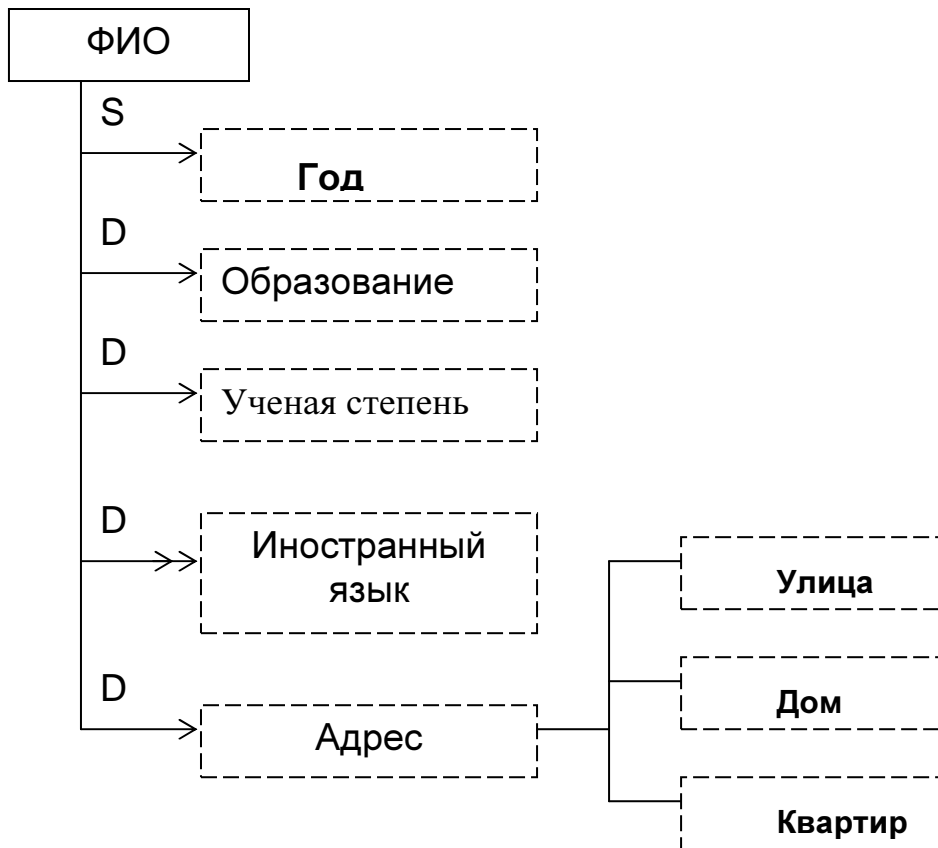 ФИО
S
Год
D
Образование
D
Ученая степень
D
Иностранный
язык
Улица
D
Адрес
Дом
Квартир